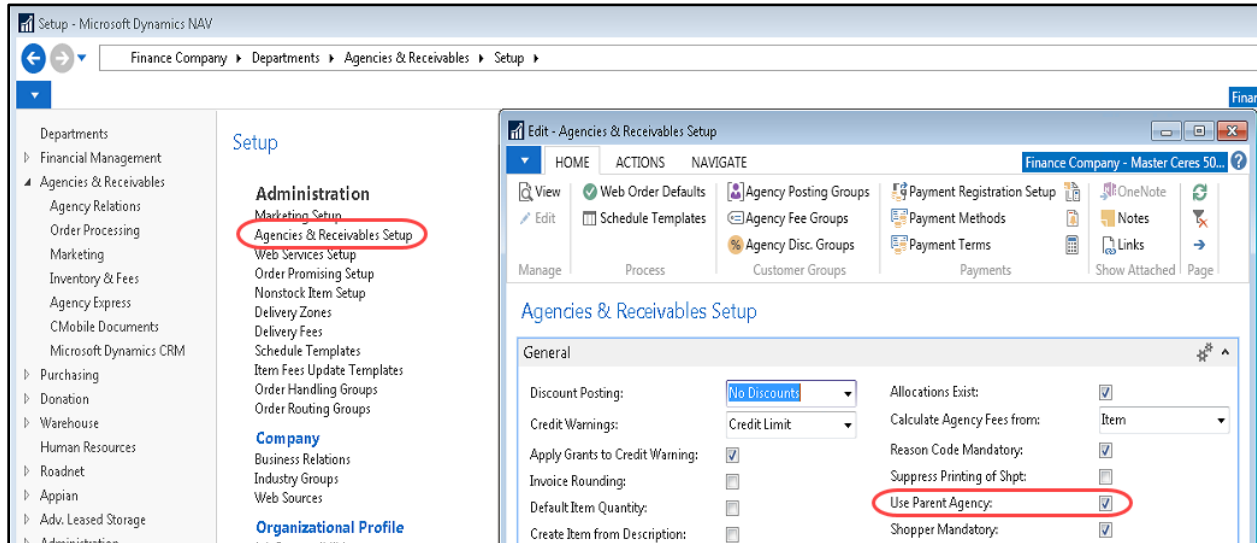 Setup - Microsoft Dynamics NAV
Finance Company ▸ Departments ▸ Agencies & Receivables ▸ Setup ▸
Departments
Financial Management
Agencies & Receivables
Agency Relations
Order Processing
Marketing
Inventory & Fees
Agency Express
CMobile Documents
Microsoft Dynamics CRM
Purchasing
Donation
Warehouse
Human Resources
Roadnet
Appian
Adv. Leased Storage
Administration
Setup
Administration
Marketing Setup
Agencies & Receivables Setup
Web Services Setup
Order Promising Setup
Nonstock Item Setup
Delivery Zones
Delivery Fees
Schedule Templates
Item Fees Update Templates
Order Handling Groups
Order Routing Groups
Company
Business Relations
Industry Groups
Web Sources
Organizational Profile
Finan
Edit - Agencies & Receivables Setup
HOME ACTIONS NAVIGATE Finance Company - Master Ceres 50...
View Web Order Defaults Agency Posting Groups Payment Registration Setup OneNote
Edit Schedule Templates Agency Fee Groups Payment Methods Notes
Agency Disc. Groups Payment Terms Links
Manage Process Customer Groups Payments Show Attached Page
Agencies & Receivables Setup
General
Discount Posting: No Discounts
Credit Warnings: Credit Limit
Apply Grants to Credit Warning:
Invoice Rounding:
Default Item Quantity:
Create Item from Description:
Allocations Exist:
Calculate Agency Fees from: Item
Reason Code Mandatory:
Suppress Printing of Shpt:
Use Parent Agency:
Shopper Mandatory: